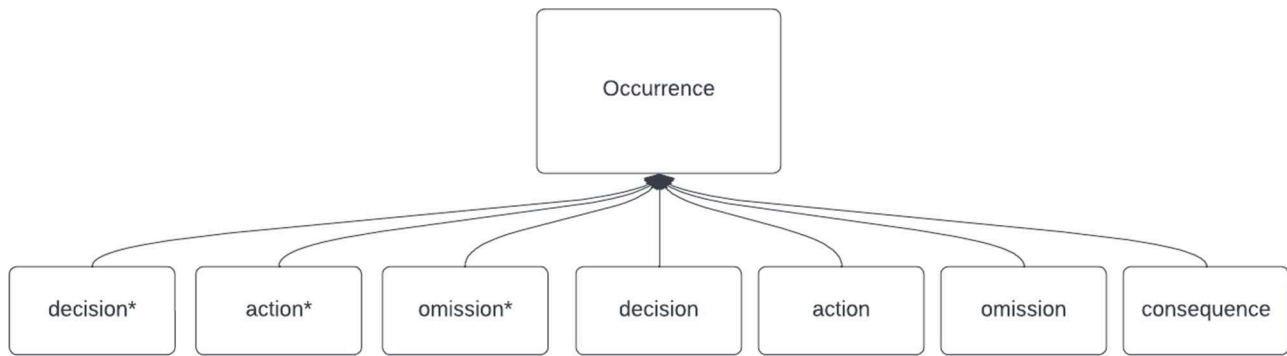 Occurrence
decision*
action*
omission*
decision
action
omission
consequence